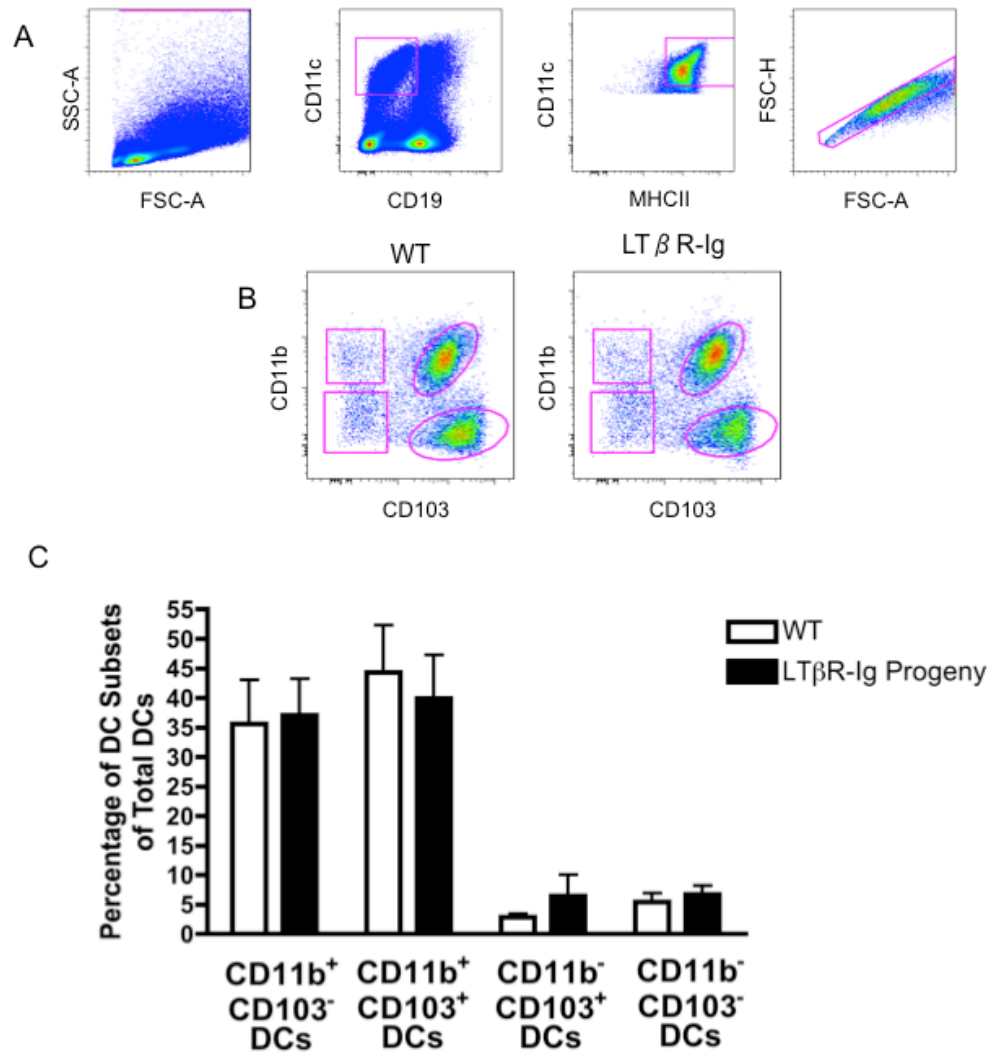 A
SSC-A
FSC-A
CD11c
CD19
CD11c
MHCII
FSC-H
FSC-A
B
WT
LTβR-Ig
CD11b
CD103
CD11b
CD103
C
Percentage of DC Subsets
of Total DCs
55
50
45
40
35
30
25
20
15
10
5
0
WT
LTβR-Ig Progeny
CD11b⁺
CD103⁻
DCs
CD11b⁺
CD103⁺
DCs
CD11b⁻
CD103⁺
DCs
CD11b⁻
CD103⁻
DCs